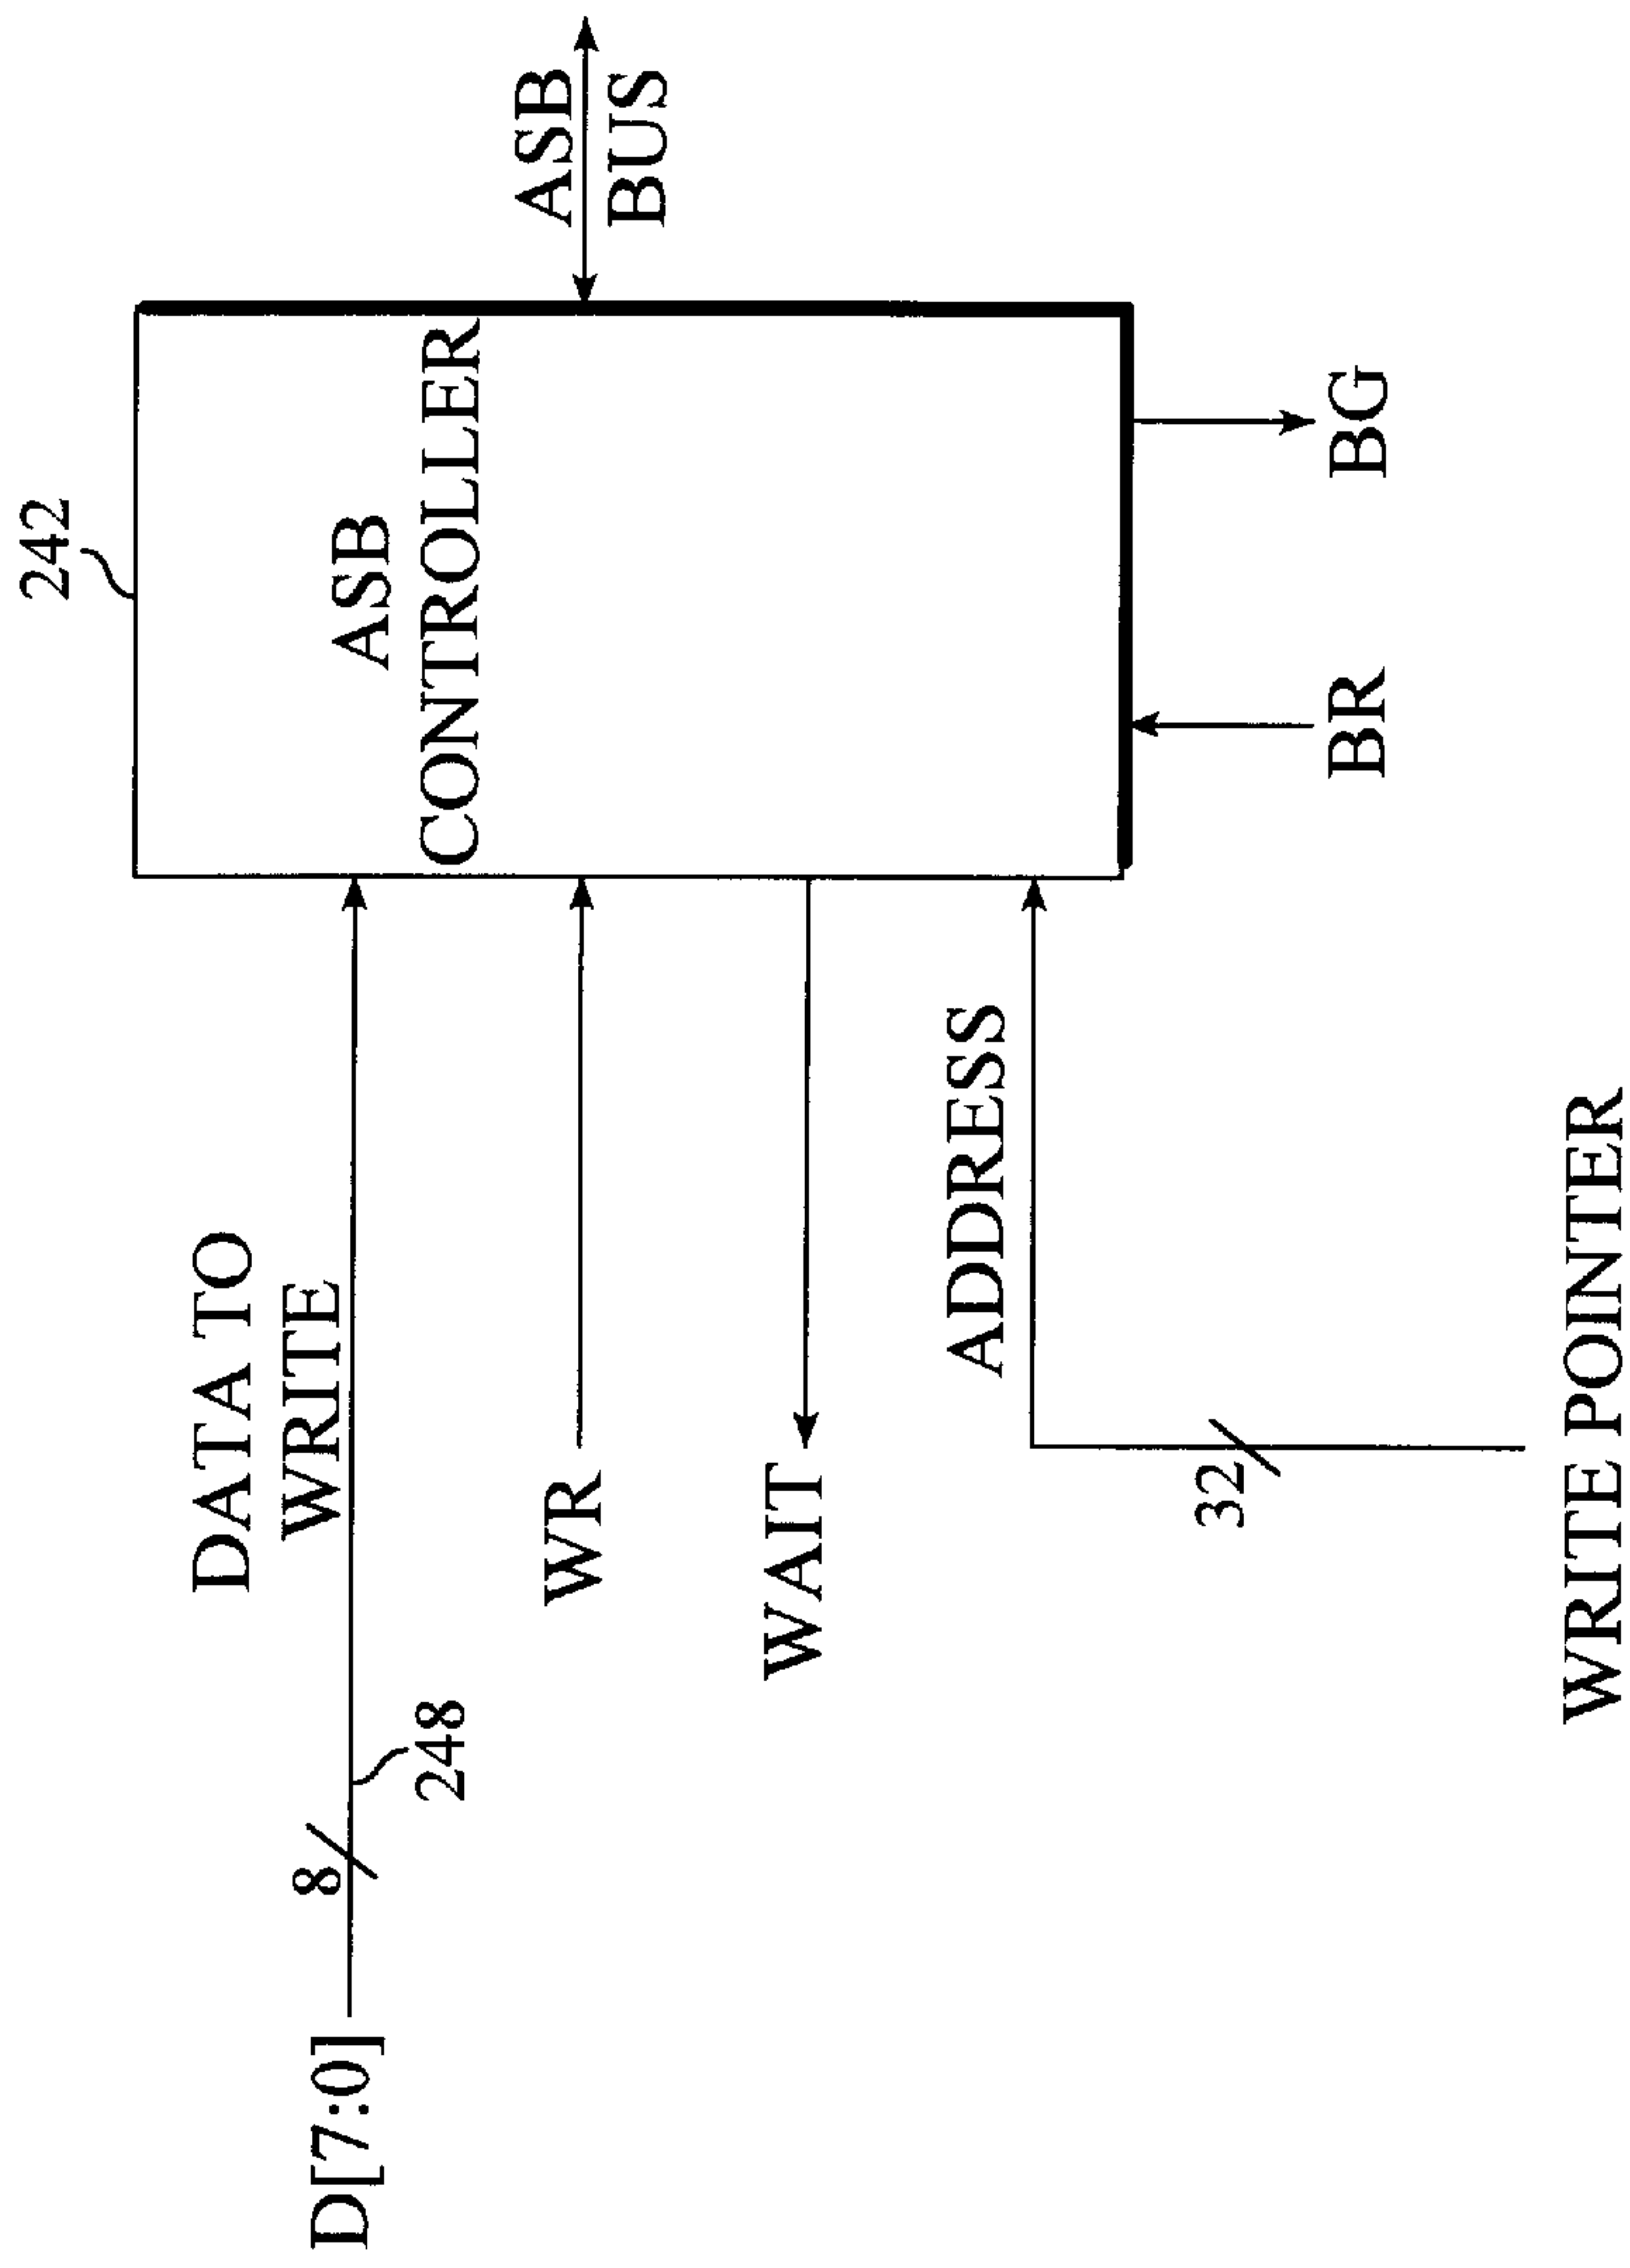 242
ASB
CONTROLLER
ASB
BUS
DATA TO
WRITE
D[7:0]
8
248
WR
WAIT
ADDRESS
32
WRITE POINTER
BR
BG